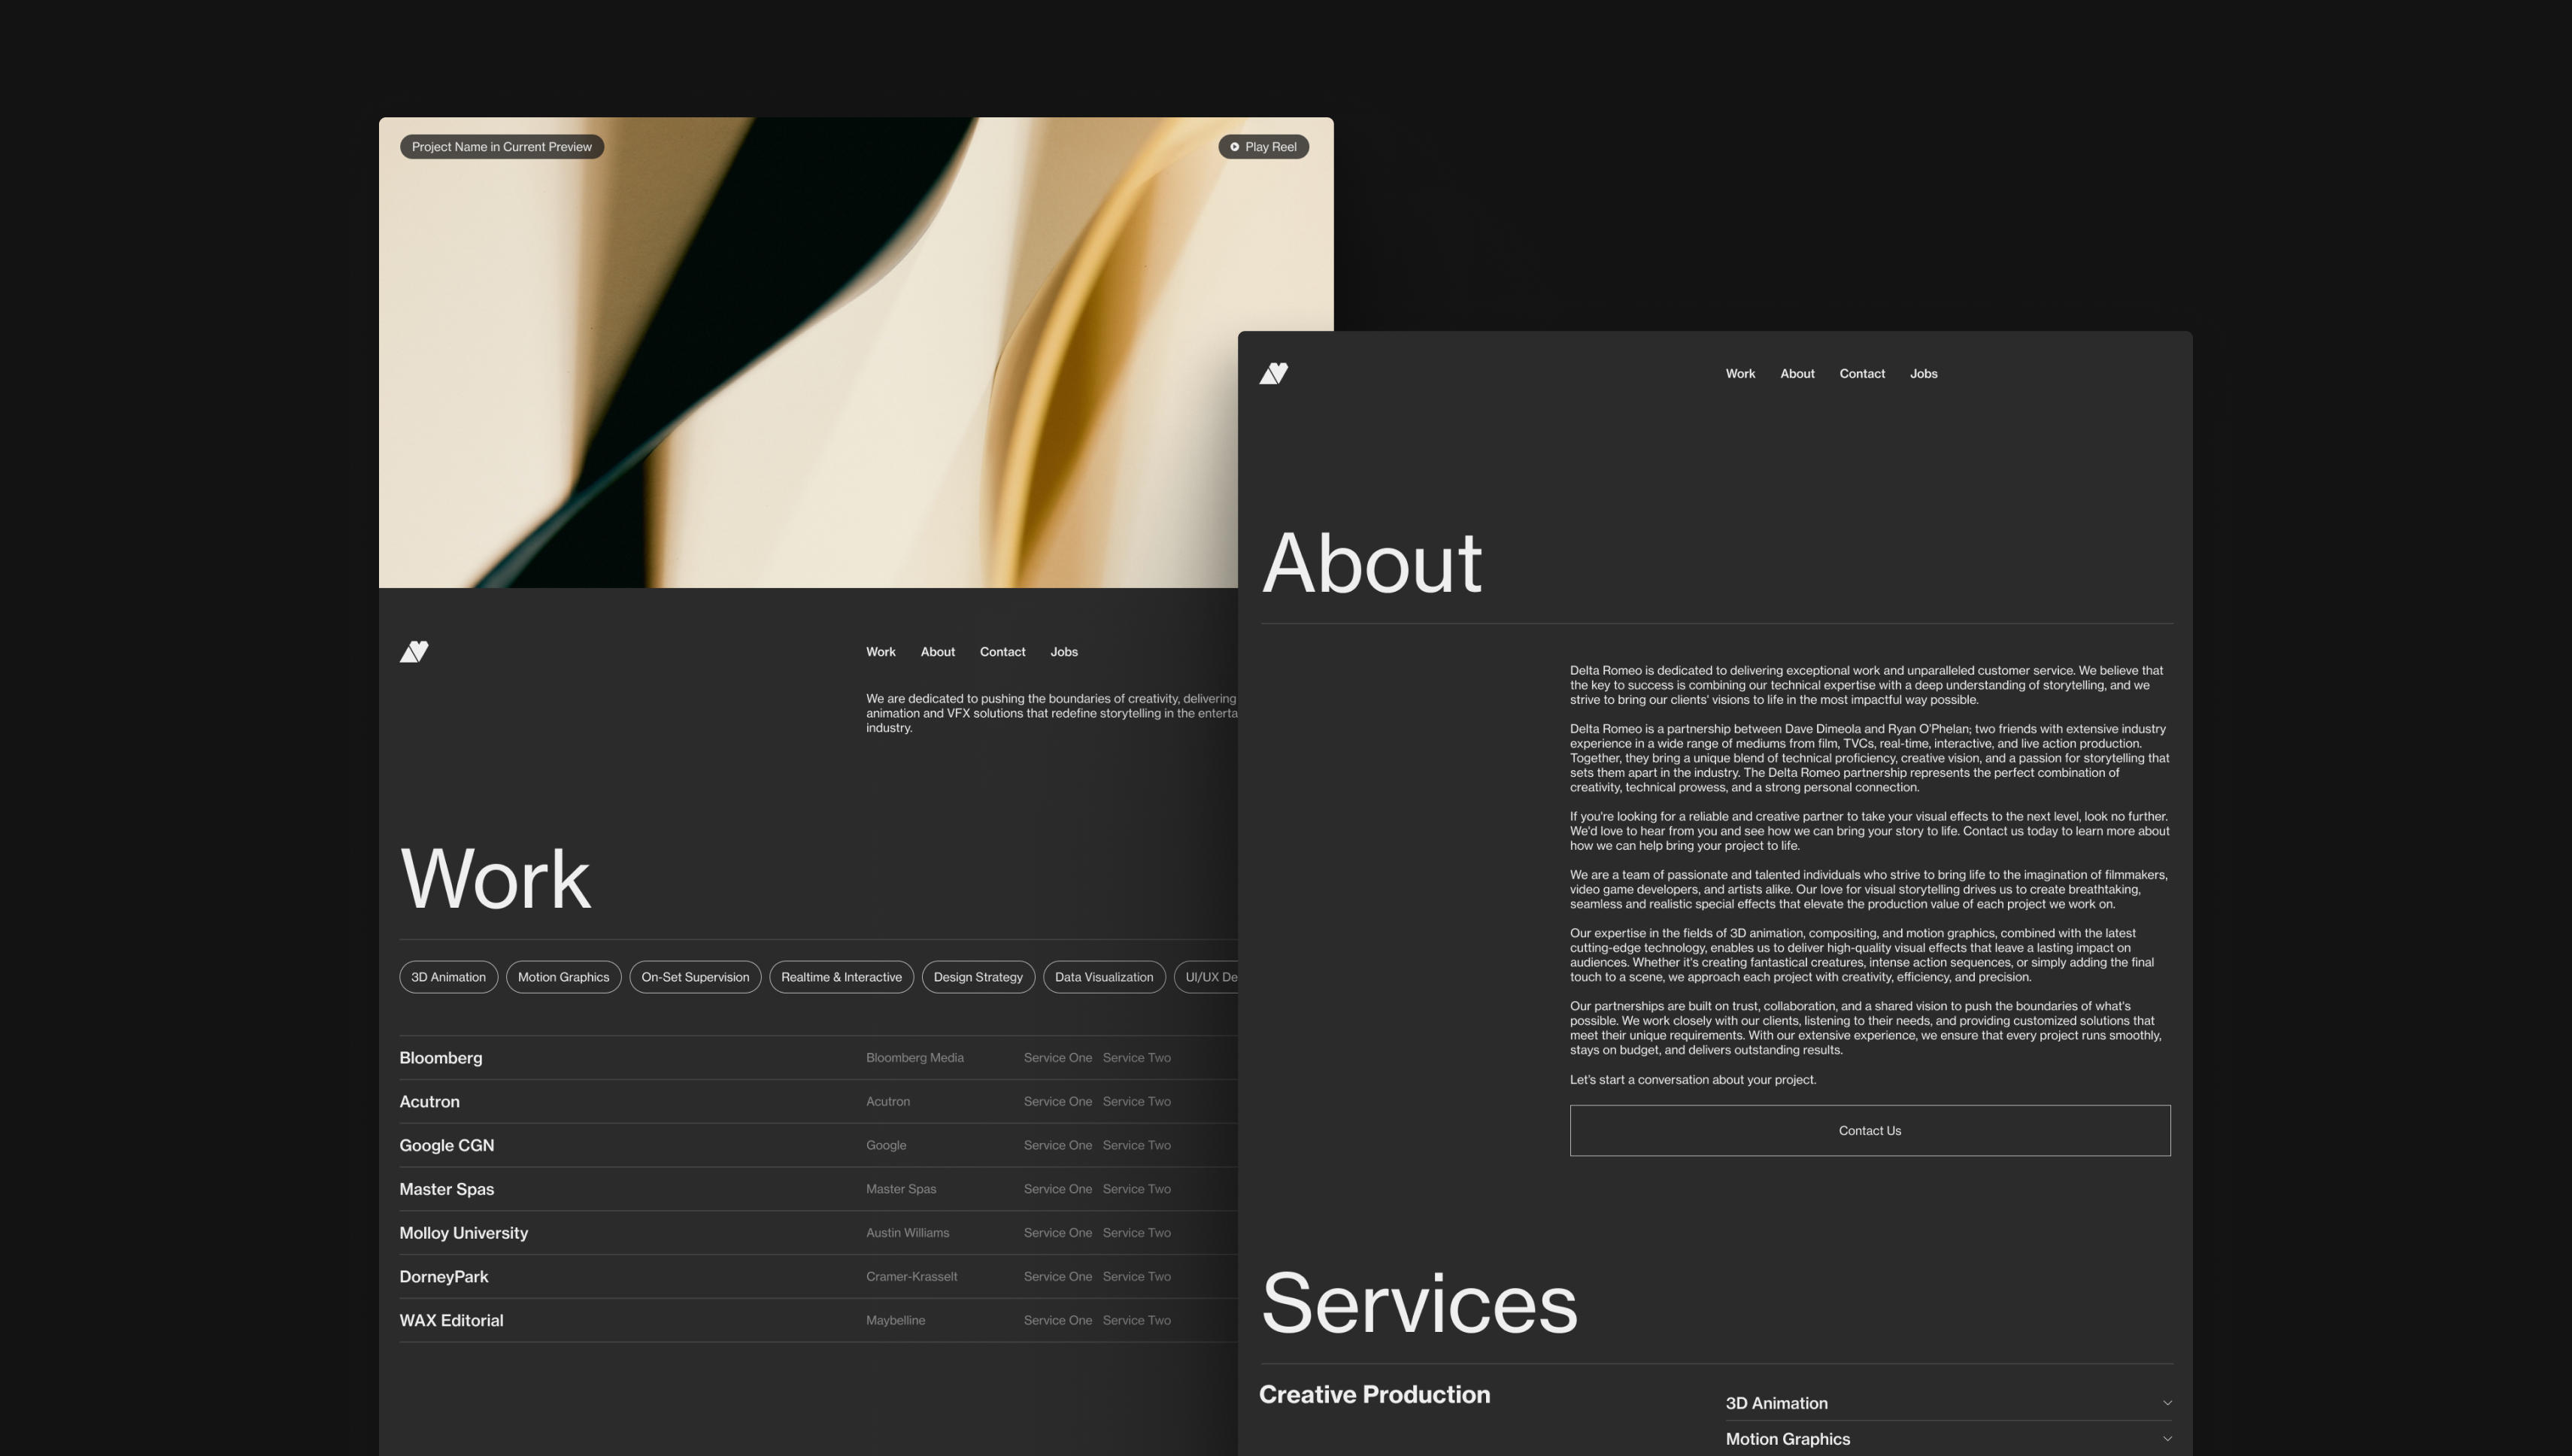 Project Name in Current Preview
Play Reel
Work About Contact Jobs
We are dedicated to pushing the boundaries of creativity, delivering
animation and VFX solutions that redefine storytelling in the
industry.
Work
3D Animation
Motion Graphics
On-Set Supervision
Realtime & Interactive
Design Strategy
Data Visualization
UI/UX
Bloomberg Bloomberg Media Service One Service Two
Acutron Acutron Service One Service Two
Google CGN Google Service One Service Two
Master Spas Master Spas Service One Service Two
Molloy University Austin Williams Service One Service Two
DorneyPark Cramer-Krasselt Service One Service Two
WAX Editorial Maybelline Service One Service Two
Work About Contact Jobs
About
Delta Romeo is dedicated to delivering exceptional work and unparalleled customer service. We believe that
the key to success is combining our technical expertise with a deep understanding of storytelling, and we
strive to bring our clients' visions to life in the most impactful way possible.
Delta Romeo is a partnership between Dave Dimeola and Ryan O'Phelan; two friends with extensive industry
experience in a wide range of mediums from film, TVCs, real-time, interactive, and live action production.
Together, they bring a unique blend of technical proficiency, creative vision, and a passion for storytelling that
sets them apart in the industry. The Delta Romeo partnership represents the perfect combination of
creativity, technical prowess, and a strong personal connection.
If you're looking for a reliable and creative partner to take your visual effects to the next level, look no further.
We'd love to hear from you and see how we can bring your story to life. Contact us today to learn more about
how we can help bring your project to life.
We are a team of passionate and talented individuals who strive to bring life to the imagination of filmmakers,
video game developers, and artists alike. Our love for visual storytelling drives us to create breathtaking,
seamless and realistic special effects that elevate the production value of each project we work on.
Our expertise in the fields of 3D animation, compositing, and motion graphics, combined with the latest
cutting-edge technology, enables us to deliver high-quality visual effects that leave a lasting impact on
audiences. Whether it's creating fantastical creatures, intense action sequences, or simply adding the final
touch to a scene, we approach each project with creativity, efficiency, and precision.
Our partnerships are built on trust, collaboration, and a shared vision to push the boundaries of what's
possible. We work closely with our clients, listening to their needs, and providing customized solutions that
meet their unique requirements. With our extensive experience, we ensure that every project runs smoothly,
stays on budget, and delivers outstanding results.
Let's start a conversation about your project.
Contact Us
Services
Creative Production
3D Animation
Motion Graphics